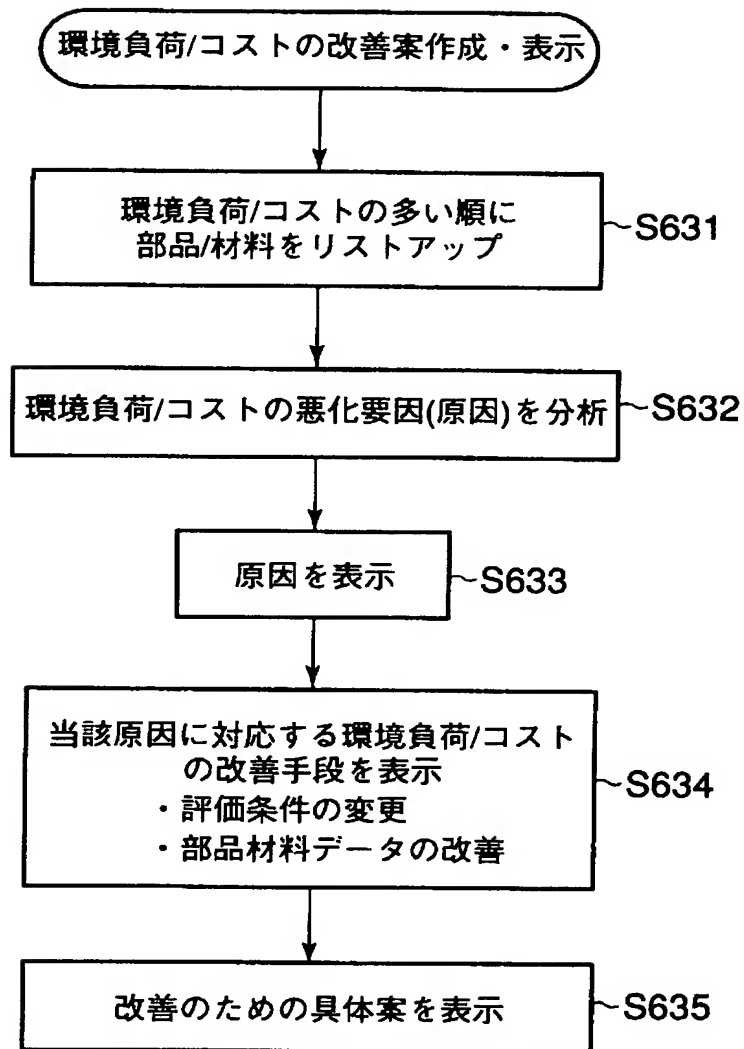 環境負荷/コストの改善案作成・表示
環境負荷/コストの多い順に
部品/材料をリストアップ
S631
環境負荷/コストの悪化要因(原因)を分析
S632
原因を表示
S633
当該原因に対応する環境負荷/コスト
の改善手段を表示
・評価条件の変更
・部品材料データの改善
S634
改善のための具体案を表示
S635